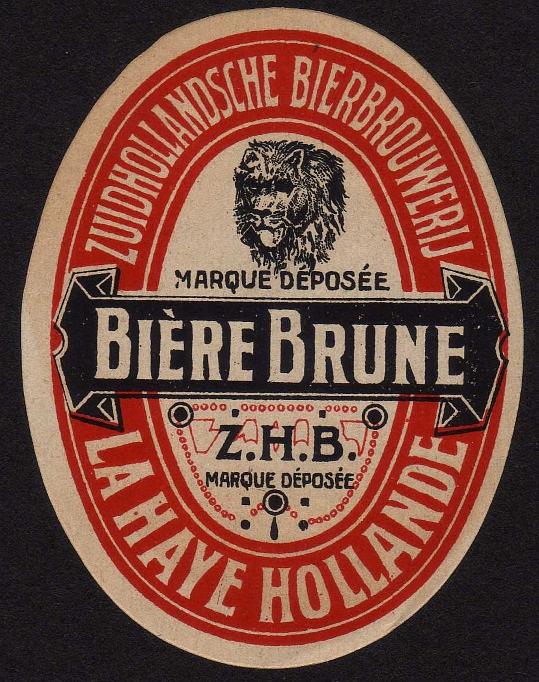 ZUIDHOLLANDSCHE BIERBROUWERIJ
MARQUE DÉPOSÉE
BIÈRE BRUNE
Z.H.B.
MARQUE DÉPOSÉE
LA HAYE HOLLANDE